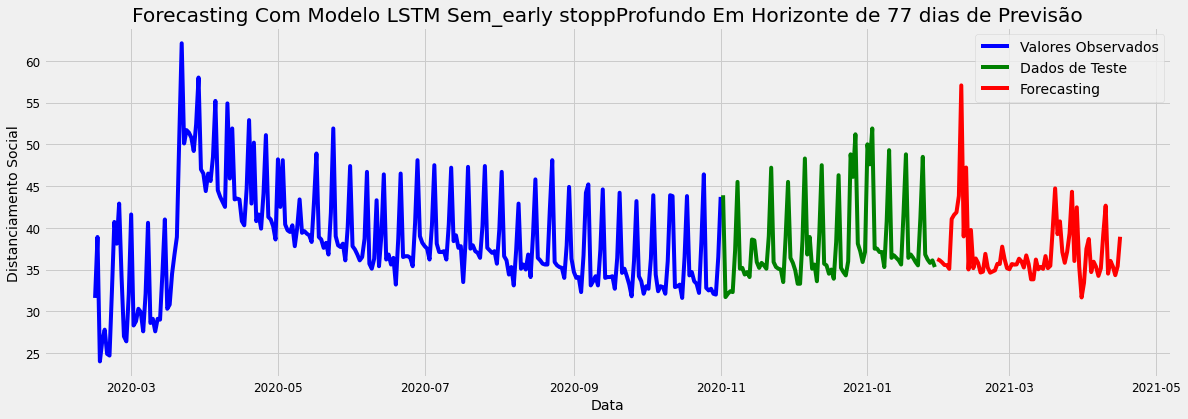 Forecasting Com Modelo LSTM Sem_early stoppProfundo Em Horizonte de 77 dias de Previsão
Valores Observados
Dados de Teste
Forecasting
60
55
50
45
40
35
30
25
Distanciamento Social
2020-03
2020-05
2020-07
2020-09
2020-11
2021-01
2021-03
2021-05
Data